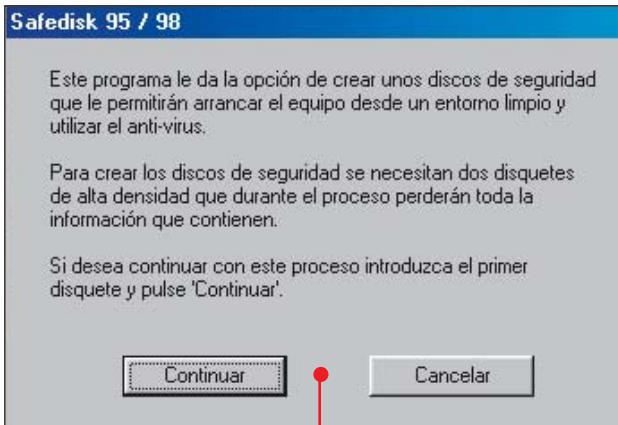 Safedisk 95 / 98
Este programa le da la opción de crear unos discos de seguridad
que le permitirán arrancar el equipo desde un entorno limpio y
utilizar el anti-virus.
Para crear los discos de seguridad se necesitan dos disquetes
de alta densidad que durante el proceso perderán toda la
información que contienen.
Si desea continuar con este proceso introduzca el primer
disquete y pulse 'Continuar'.
Continuar
Cancelar